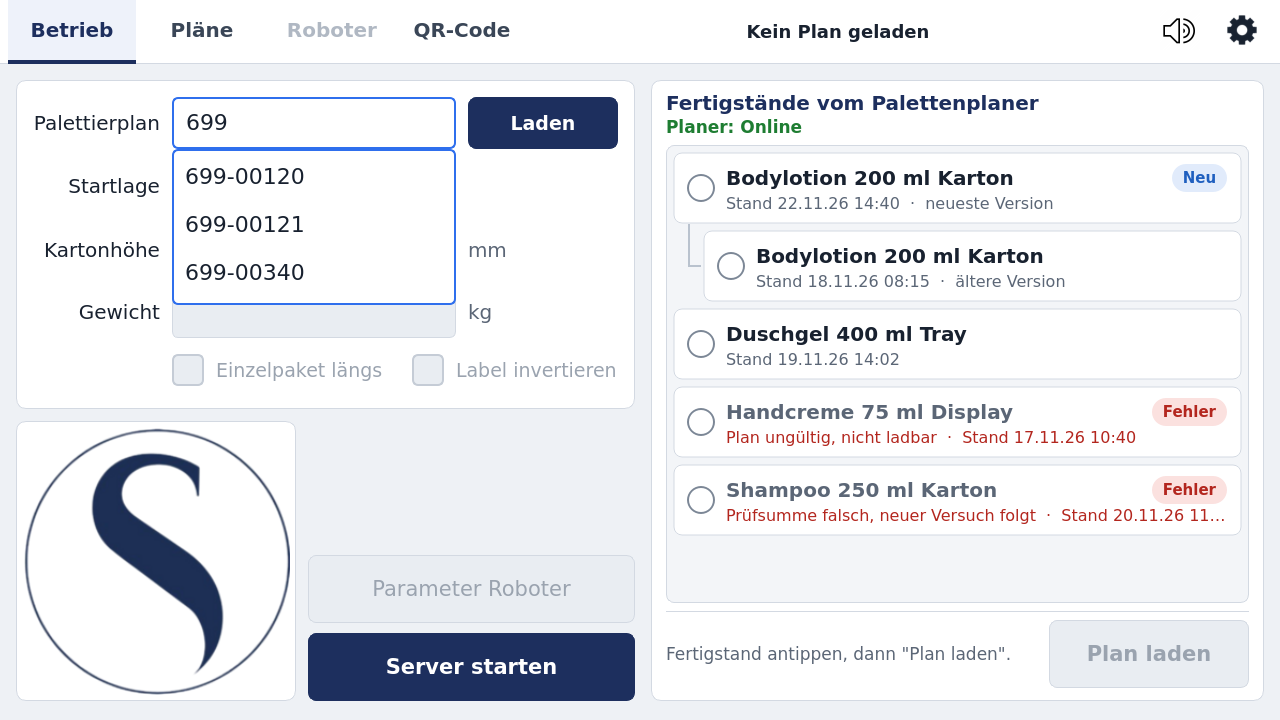 Betrieb
Pläne
Roboter
QR-Code
Kein Plan geladen
Palettierplan
699
Laden
699-00120
699-00121
699-00340
Startlage
Kartonhöhe
mm
Gewicht
kg
Einzelpaket längs
Label invertieren
Parameter Roboter
Server starten
Fertigstände vom Palettenplaner
Planer: Online
Bodylotion 200 ml Karton
Neu
Stand 22.11.26 14:40 · neueste Version
Bodylotion 200 ml Karton
Stand 18.11.26 08:15 · ältere Version
Duschgel 400 ml Tray
Stand 19.11.26 14:02
Handcreme 75 ml Display
Fehler
Plan ungültig, nicht ladbar · Stand 17.11.26 10:40
Shampoo 250 ml Karton
Fehler
Prüfsumme falsch, neuer Versuch folgt · Stand 20.11.26 11…
Fertigstand antippen, dann "Plan laden".
Plan laden